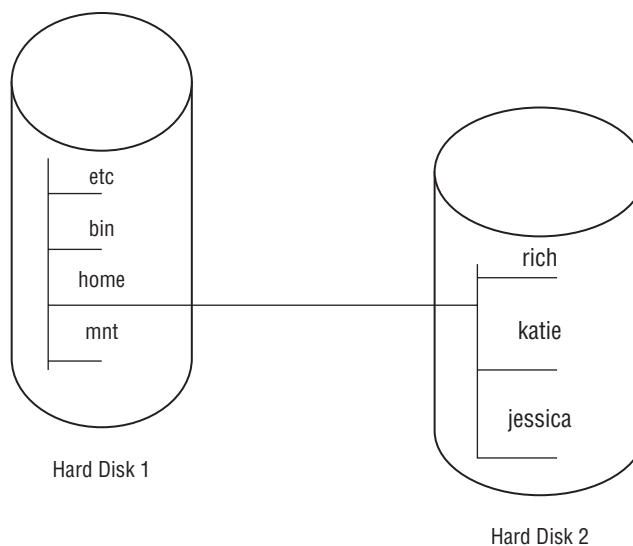 etc
bin
home
mnt
Hard Disk 1
rich
katie
jessica
Hard Disk 2